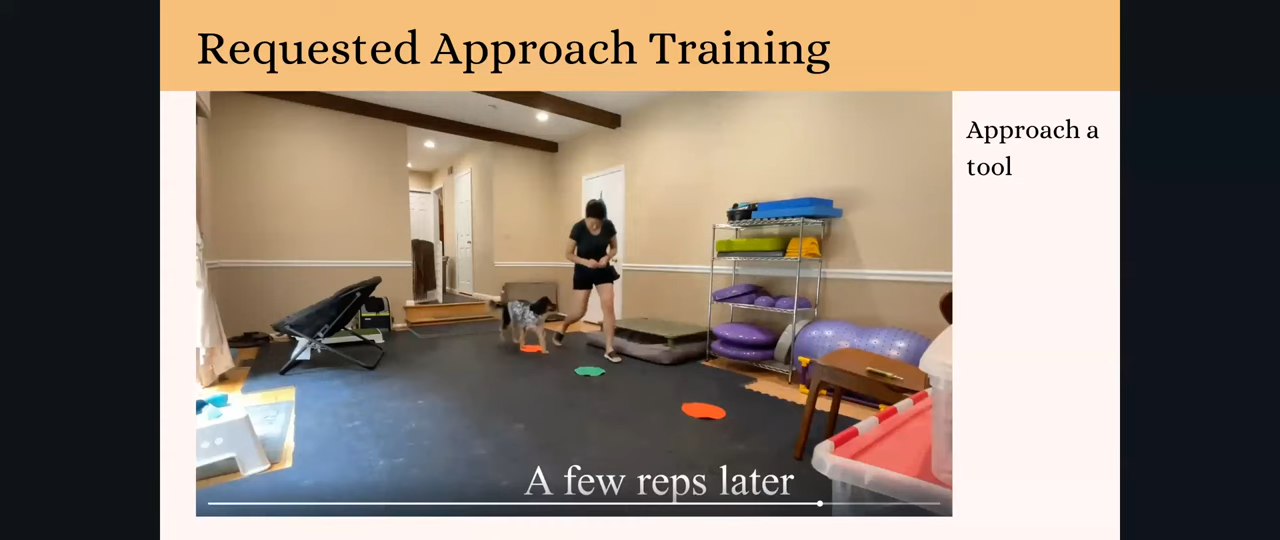 Requested Approach Training
Approach a
tool
A few reps later